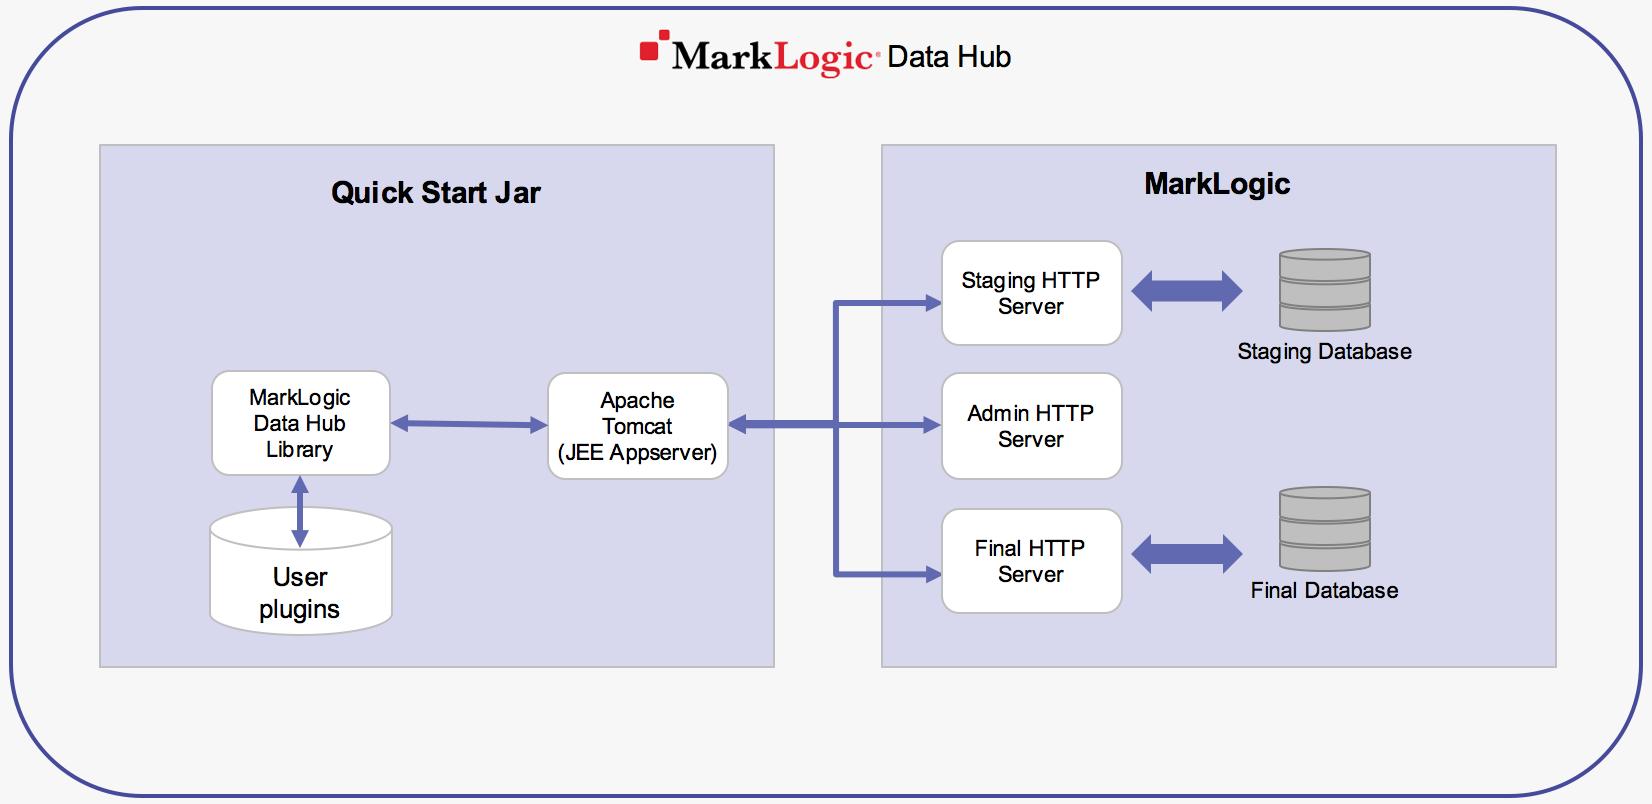 MarkLogic® Data Hub
Quick Start Jar
MarkLogic
Data Hub
Library
User
plugins
Apache
Tomcat
(JEE Appserver)
MarkLogic
Staging HTTP
Server
Staging Database
Admin HTTP
Server
Final HTTP
Server
Final Database